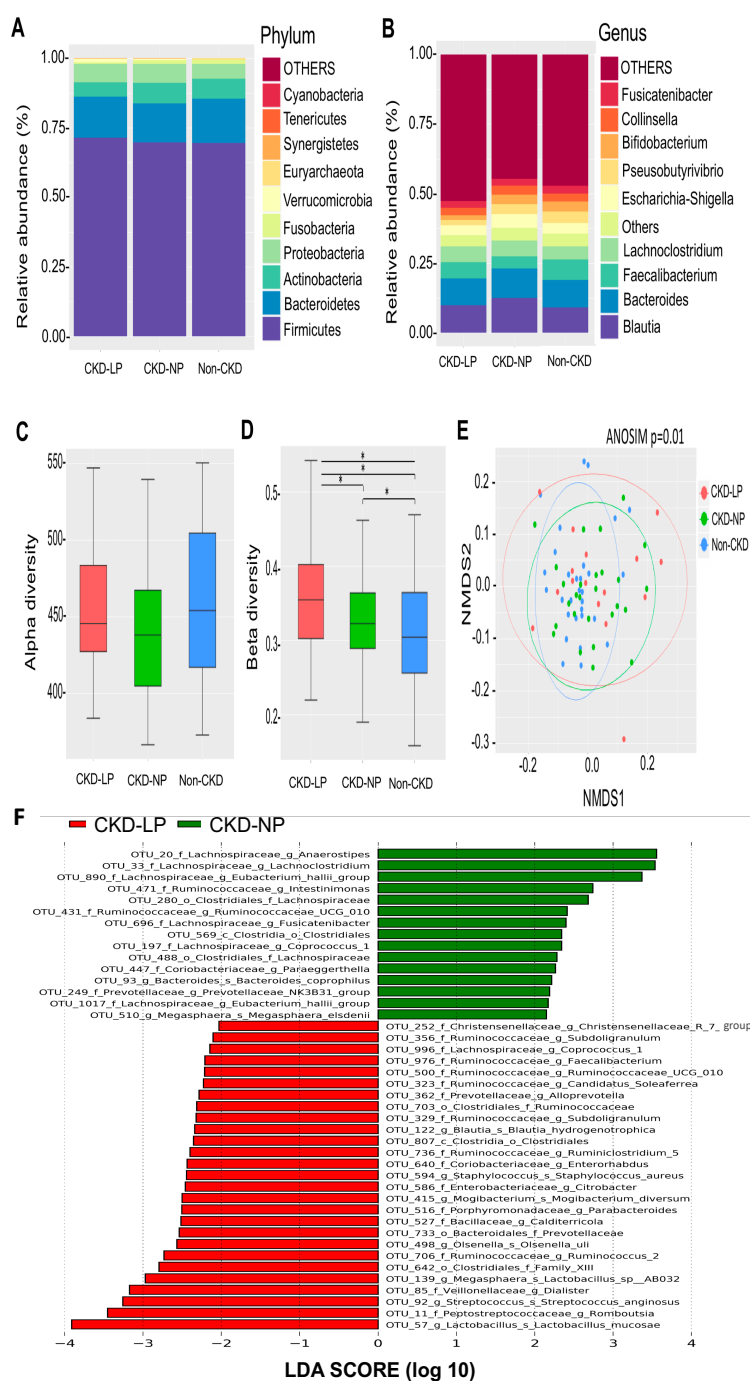 A
Phylum
Relative abundance (%)
1.00
0.75
0.50
0.25
0.00
CKD-LP
CKD-NP
Non-CKD
OTHERS
Cyanobacteria
Tenericutes
Synergistetes
Euryarchaeota
Verrucomicrobia
Fusobacteria
Proteobacteria
Actinobacteria
Bacteroidetes
Firmicutes
B
Genus
Relative abundance (%)
1.00
0.50
0.00
CKD-LP
CKD-NP
Non-CKD
OTHERS
Fusicatenibacter
Collinsella
Bifidobacterium
Pseusobutyrivibrio
Escharichia-Shigella
Others
Lachnoclostridium
Faecalibacterium
Bacteroides
Blautia
C
Alpha diversity
550
500
450
400
CKD-LP
CKD-NP
Non-CKD
D
Beta diversity
0.5
0.4
0.3
0.2
*
*
*
*
CKD-LP
CKD-NP
Non-CKD
E
ANOSIM p=0.01
NMDS2
0.2
0.1
0.0
-0.1
-0.2
-0.3
-0.2
0.0
0.2
NMDS1
CKD-LP
CKD-NP
Non-CKD
F
CKD-LP
CKD-NP
OTU_20_f_Lachnospiraceae_g_Anaerostipes
OTU_33_f_Lachnospiraceae_g_Lachnoclostridium
OTU_890_f_Lachnospiraceae_g_Eubacterium_hallii_group
OTU_471_f_Ruminococcaceae_g_Intestinimonas
OTU_280_o_Clostridiales_f_Lachnospiraceae
OTU_431_f_Ruminococcaceae_g_Ruminococcaceae_UCG_010
OTU_696_f_Lachnospiraceae_g_Fusicatenibacter
OTU_569_c_Clostridia_o_Clostridiales
OTU_197_f_Lachnospiraceae_g_Coprococcus_1
OTU_488_o_Clostridiales_f_Lachnospiraceae
OTU_447_f_Coriobacteriaceae_g_Paraeggerthella
OTU_93_g_Bacteroides_s_Bacteroides_coprophilus
OTU_249_f_Prevotellaceae_g_Prevotellaceae_NK3B31_group
OTU_1017_f_Lachnospiraceae_g_Eubacterium_hallii_group
OTU_510_g_Megasphaera_s_Megasphaera_elsdenii
OTU_252_f_Christensenellaceae_g_Christensenellaceae_R_7_ group
OTU_356_f_Ruminococcaceae_g_Subdoligranulum
OTU_996_f_Lachnospiraceae_g_Coprococcus_1
OTU_976_f_Ruminococcaceae_g_Faecalibacterium
OTU_500_f_Ruminococcaceae_g_Ruminococcaceae_UCG_010
OTU_323_f_Ruminococcaceae_g_Candidatus_Soleaferrea
OTU_362_f_Prevotellaceae_g_Alloprevotella
OTU_703_o_Clostridiales_f_Ruminococcaceae
OTU_329_f_Ruminococcaceae_g_Subdoligranulum
OTU_122_g_Blautia_s_Blautia_hydrogenotrophica
OTU_807_c_Clostridia_o_Clostridiales
OTU_736_f_Ruminococcaceae_g_Ruminiclostridium_5
OTU_640_f_Coriobacteriaceae_g_Enterorhabdus
OTU_594_g_Staphylococcus_s_Staphylococcus_aureus
OTU_586_f_Enterobacteriaceae_g_Citrobacter
OTU_415_g_Mogibacterium_s_Mogibacterium_diversum
OTU_516_f_Porphyromonadaceae_g_Parabacteroides
OTU_527_f_Bacillaceae_g_Calditerricola
OTU_733_o_Bacteroidales_f_Prevotellaceae
OTU_498_g_Olsenella_s_Olsenella_uli
OTU_706_f_Ruminococcaceae_g_Ruminococcus_2
OTU_642_o_Clostridiales_f_Family_XIII
OTU_139_g_Megasphaera_s_Lactobacillus_sp__AB032
OTU_85_f_Veillonellaceae_g_Dialister
OTU_92_g_Streptococcus_s_Streptococcus_anginosus
OTU_11_f_Peptostreptococcaceae_g_Romboutsia
OTU_57_g_Lactobacillus_s_Lactobacillus_mucosae
−4 −3 −2 −1 0 1 2 3 4
LDA SCORE (log 10)